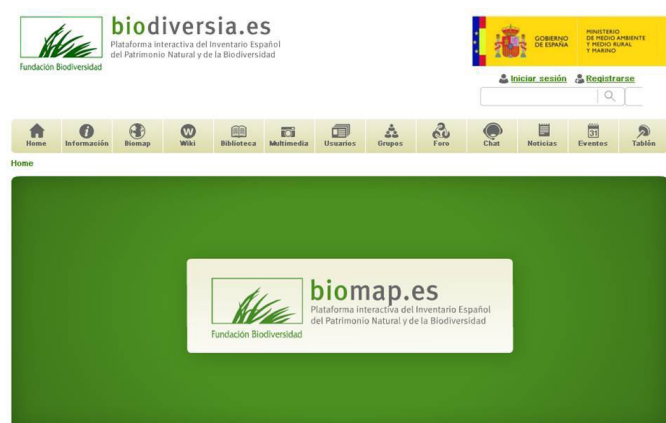 biodiversia.es
Plataforma interactiva del Inventario Español
del Patrimonio Natural y de la Biodiversidad
Fundación Biodiversidad
GOBIERNO
DE ESPAÑA
MINISTERIO
DE MEDIO AMBIENTE
Y MEDIO RURAL
Y MARINO
Iniciar sesión Registrarse
Home Información Biomap Wiki Biblioteca Multimedia Usuarios Grupos Foro Chat Noticias Eventos Tablón
Home
biomap.es
Plataforma interactiva del Inventario Español
del Patrimonio Natural y de la Biodiversidad
Fundación Biodiversidad